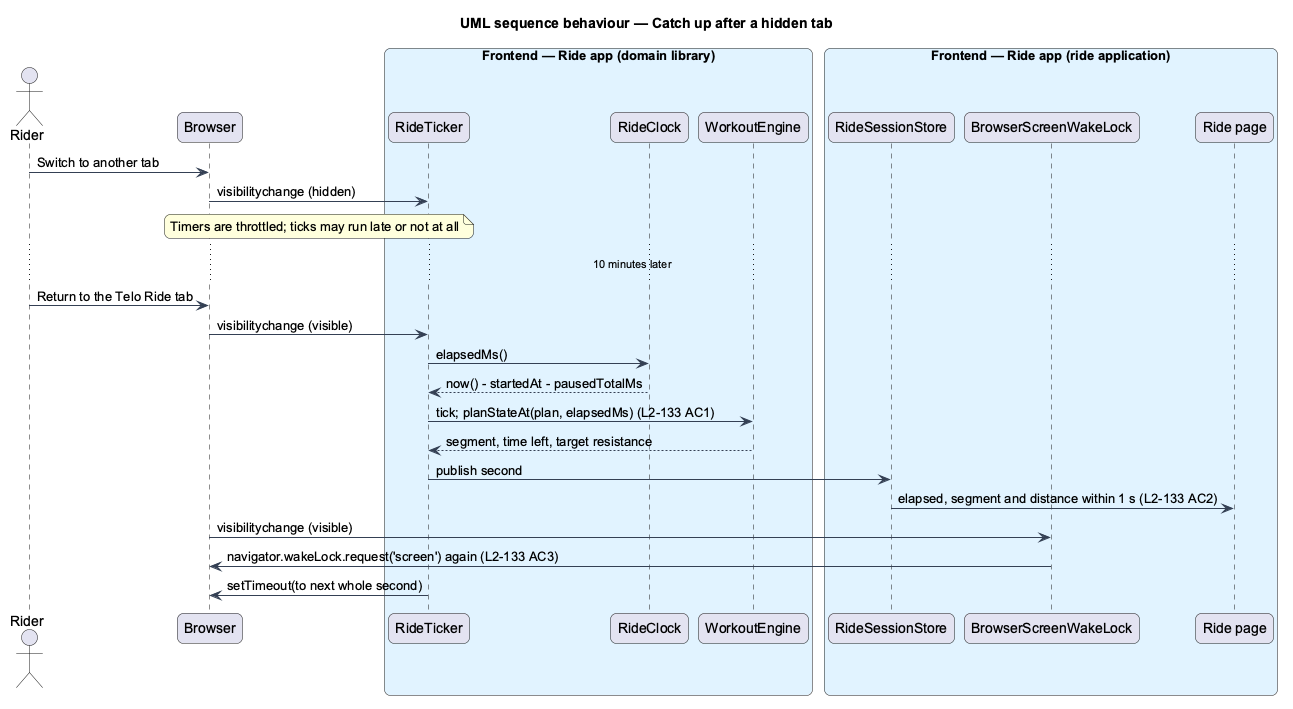 UML sequence behaviour — Catch up after a hidden tab
Frontend — Ride app (domain library)
Frontend — Ride app (ride application)
Rider
Browser
RideTicker
RideClock
WorkoutEngine
RideSessionStore
BrowserScreenWakeLock
Ride page
Switch to another tab
visibilitychange (hidden)
Timers are throttled; ticks may run late or not at all
10 minutes later
Return to the Telo Ride tab
visibilitychange (visible)
elapsedMs()
now() - startedAt - pausedTotalMs
tick; planStateAt(plan, elapsedMs) (L2-133 AC1)
segment, time left, target resistance
publish second
elapsed, segment and distance within 1 s (L2-133 AC2)
visibilitychange (visible)
navigator.wakeLock.request('screen') again (L2-133 AC3)
setTimeout(to next whole second)
Rider
Browser
RideTicker
RideClock
WorkoutEngine
RideSessionStore
BrowserScreenWakeLock
Ride page